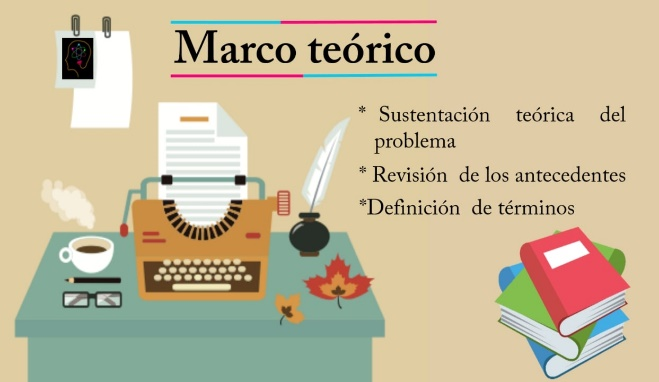 Marco teórico
* Sustentación teórica del
problema
* Revisión de los antecedentes
*Definición de términos